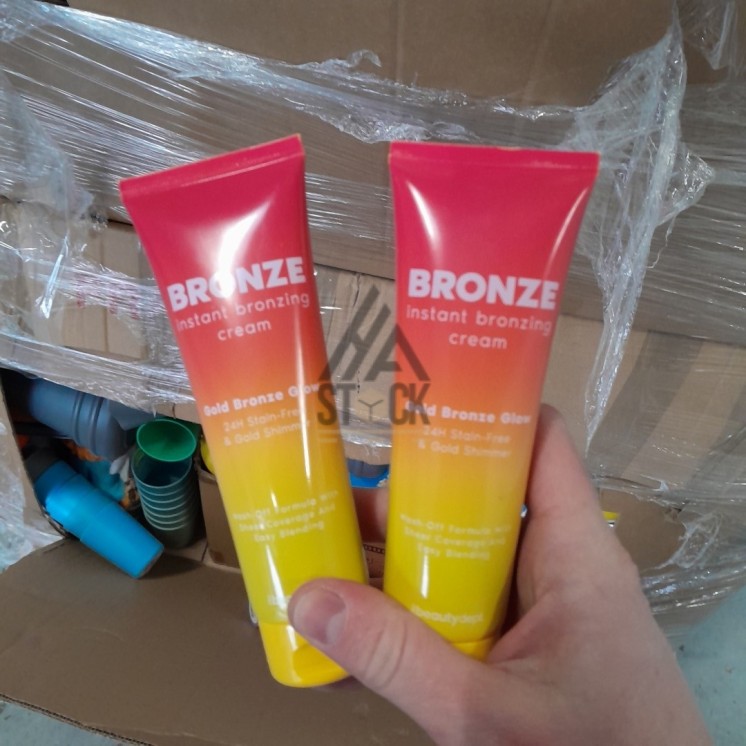 BRONZE
instant bronzing
cream
Gold Bronze Glow
24H Stain-Free
& Gold Shimmer
Wash-Off Formula with
Sheer Coverage And
Easy Blending
BRONZE
instant bronzing
cream
Gold Bronze Glow
24H Stain-Free
& Gold Shimmer
Wash-Off Formula with
Sheer Coverage And
Easy Blending
#beautydept.
HA
STYCK